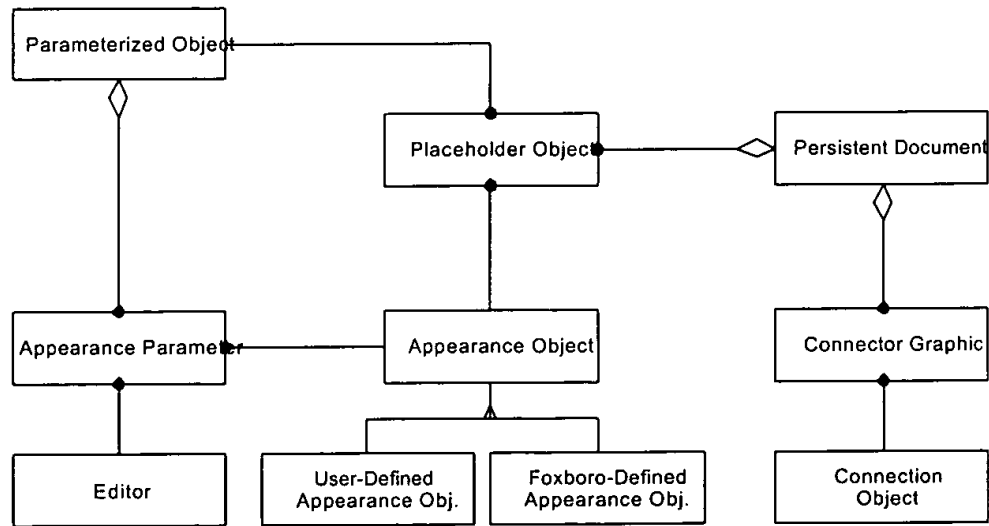 Parameterized Object
Placeholder Object
Persistent Document
Appearance Parameter
Appearance Object
Connector Graphic
Editor
User-Defined
Appearance Obj.
Foxboro-Defined
Appearance Obj.
Connection
Object